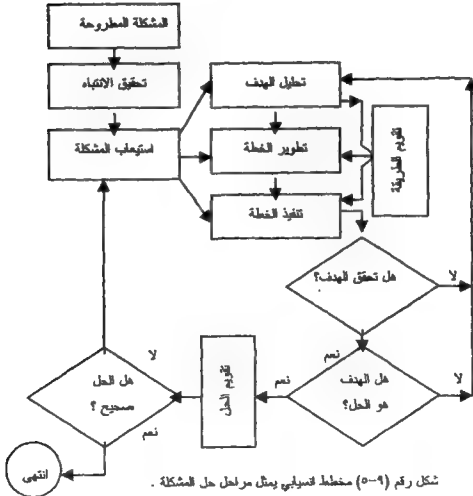 المشكلة المطروحة
تحقيق الانتباه
استيعاب المشكلة
تحليل الهدف
تطوير الخطة
تنفيذ الخطة
تقويم الطريقة
هل تحقق الهدف؟
لا
نعم
هل الهدف
هو الحل؟
لا
نعم
تقويم الحل
هل الحل
صحيح ؟
لا
نعم
انتهى
شكل رقم (٩-٥) مخطط انسيابي يمثل مراحل حل المشكلة .